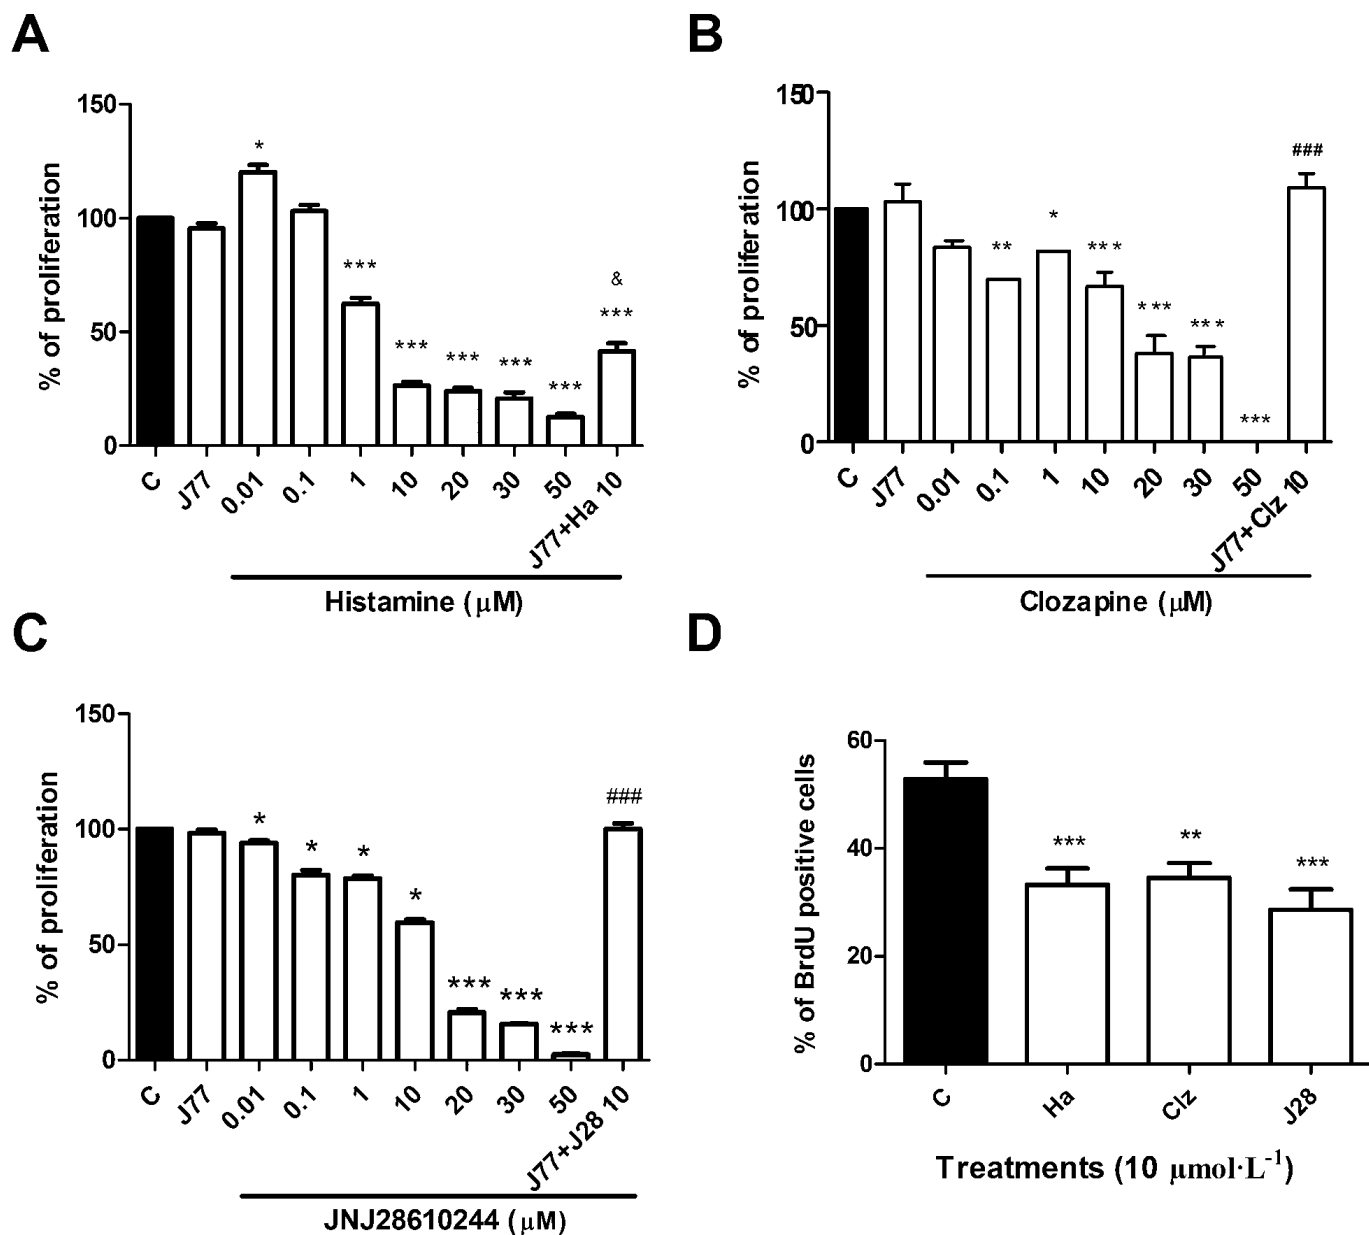 A
% of proliferation
150
100
50
0
*
***
***
***
***
***
&
***
C J77 0.01 0.1 1 10 20 30 50 J77+Ha 10
Histamine (μM)
B
% of proliferation
150
100
50
0
**
*
***
***
***
***
###
C J77 0.01 0.1 1 10 20 30 50 J77+Clz 10
Clozapine (μM)
C
% of proliferation
150
100
50
0
*
*
*
*
***
***
***
###
C J77 0.01 0.1 1 10 20 30 50 J77+J28 10
JNJ28610244 (μM)
D
% of BrdU positive cells
60
40
20
0
***
**
***
C Ha Clz J28
Treatments (10 μmol·L⁻¹)